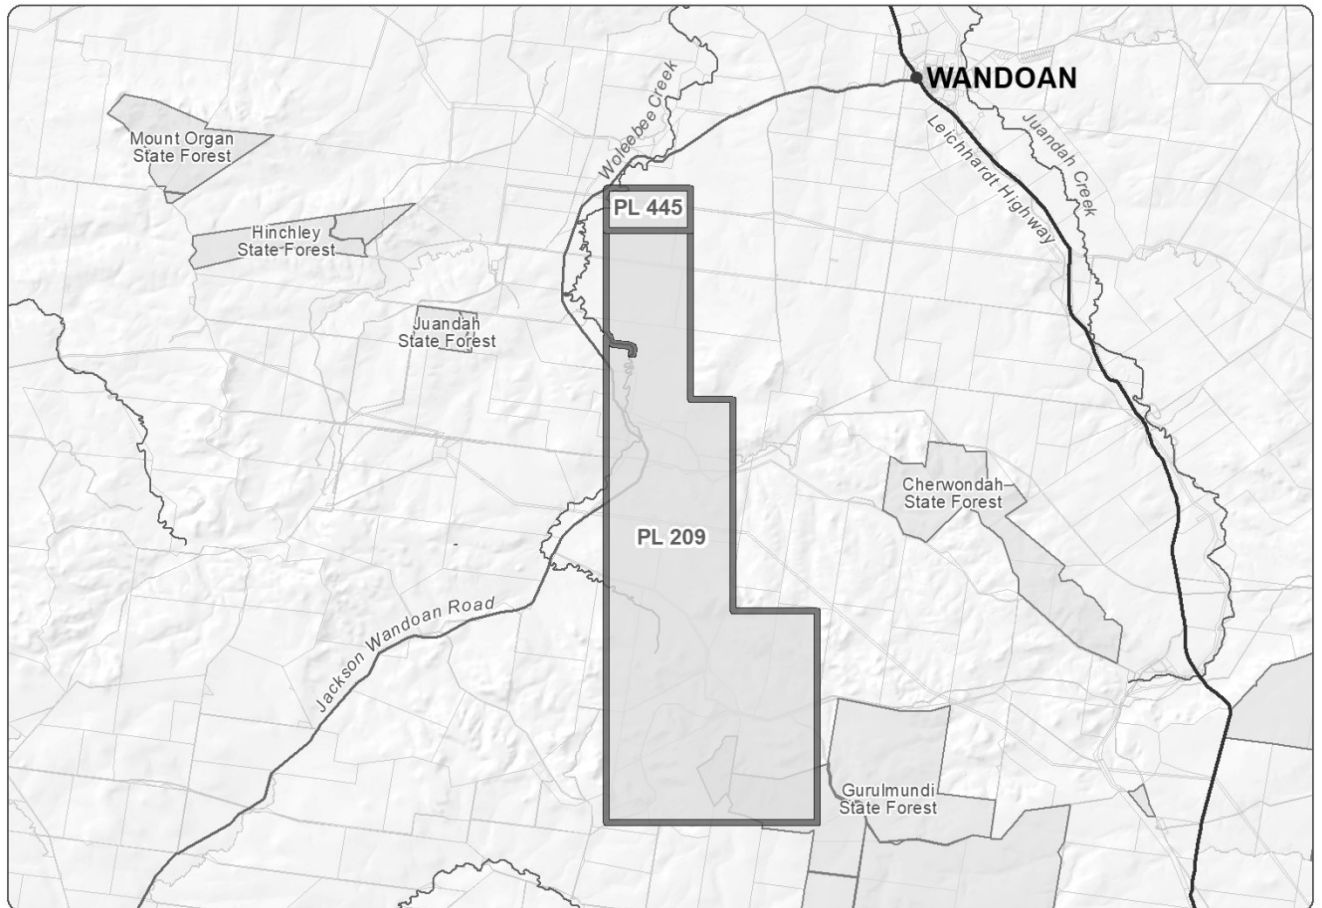 WANDOAN
Woleebee Creek
Juandah Creek
Leichhardt Highway
Mount Organ
State Forest
PL 445
Hinchley
State Forest
Juandah
State Forest
Cherwondah
State Forest
PL 209
Jackson Wandoan Road
Gurulmundi
State Forest